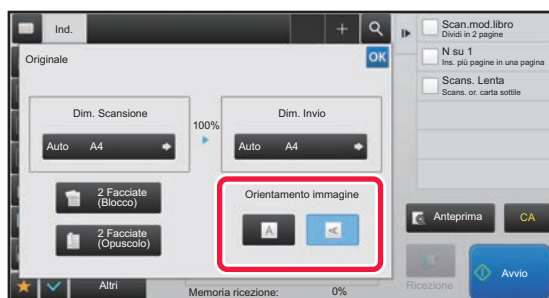 Ind.
Originale
OK
Dim. Scansione
100%
Dim. Invio
Auto A4
Auto A4
2 Facciate
(Blocco)
2 Facciate
(Opuscolo)
Orientamento immagine
A
A
Altri
Memoria ricezione: 0%
Scan.mod.libro
Dividi in 2 pagine
N su 1
Ins. più pagine in una pagina
Scans. Lenta
Scans. or. carta sottile
Anteprima
CA
Ricezione
Avvio